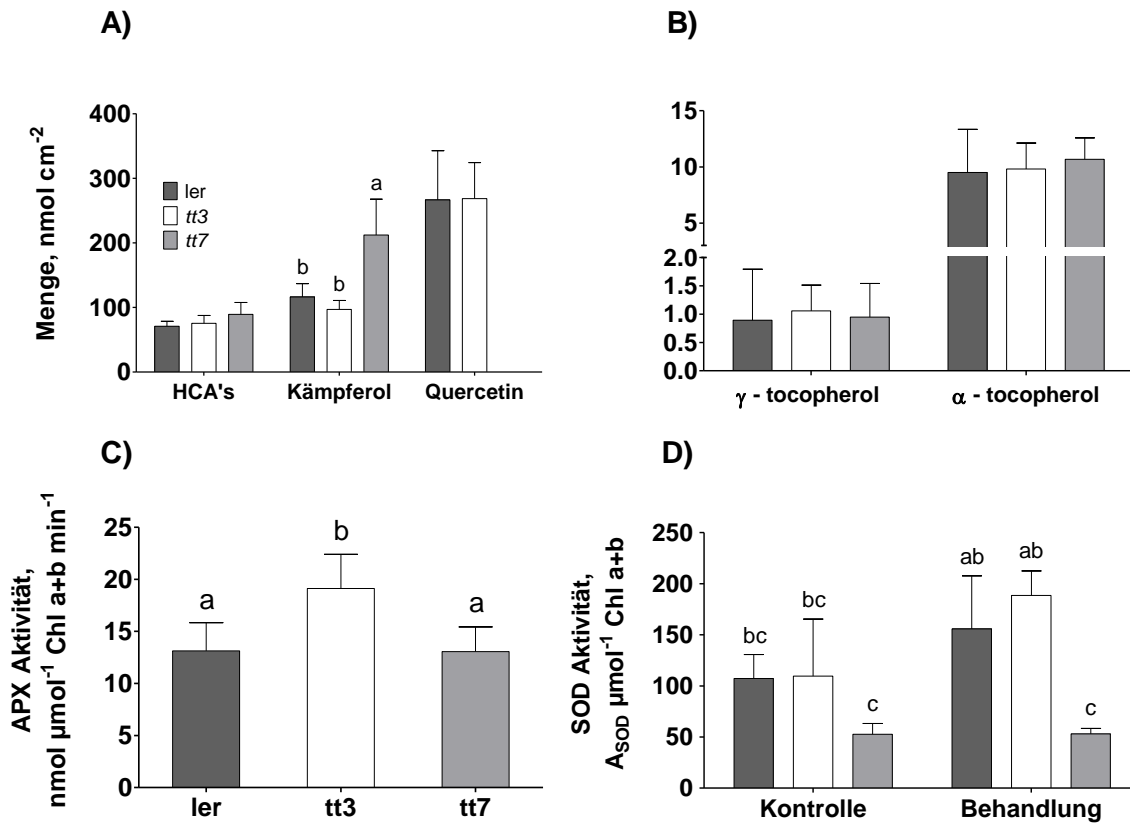 A)
Menge, nmol cm⁻²
400
300
200
100
0
ler
tt3
tt7
b
b
a
HCA's
Kämpferol
Quercetin
B)
15
10
5
2.0
1.5
1.0
0.5
0.0
γ - tocopherol
α - tocopherol
C)
APX Aktivität,
nmol µmol⁻¹ Chl a+b min⁻¹
25
20
15
10
5
0
a
b
a
ler
tt3
tt7
D)
SOD Aktivität,
A_SOD µmol⁻¹ Chl a+b
250
200
150
100
50
0
bc
bc
c
ab
ab
c
Kontrolle
Behandlung